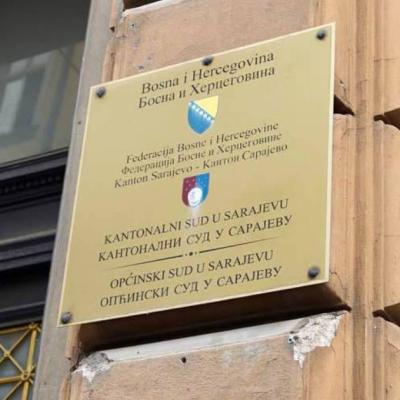 Bosna i Hercegovina
Босна и Херцеговина
Federacija Bosne i Hercegovine
Федерација Босне и Херцеговине
Kanton Sarajevo - Кантон Сарајево
KANTONALNI SUD U SARAJEVU
КАНТОНАЛНИ СУД У САРАЈЕВУ
OPĆINSKI SUD U SARAJEVU
ОПЋИНСКИ СУД У САРАЈЕВУ